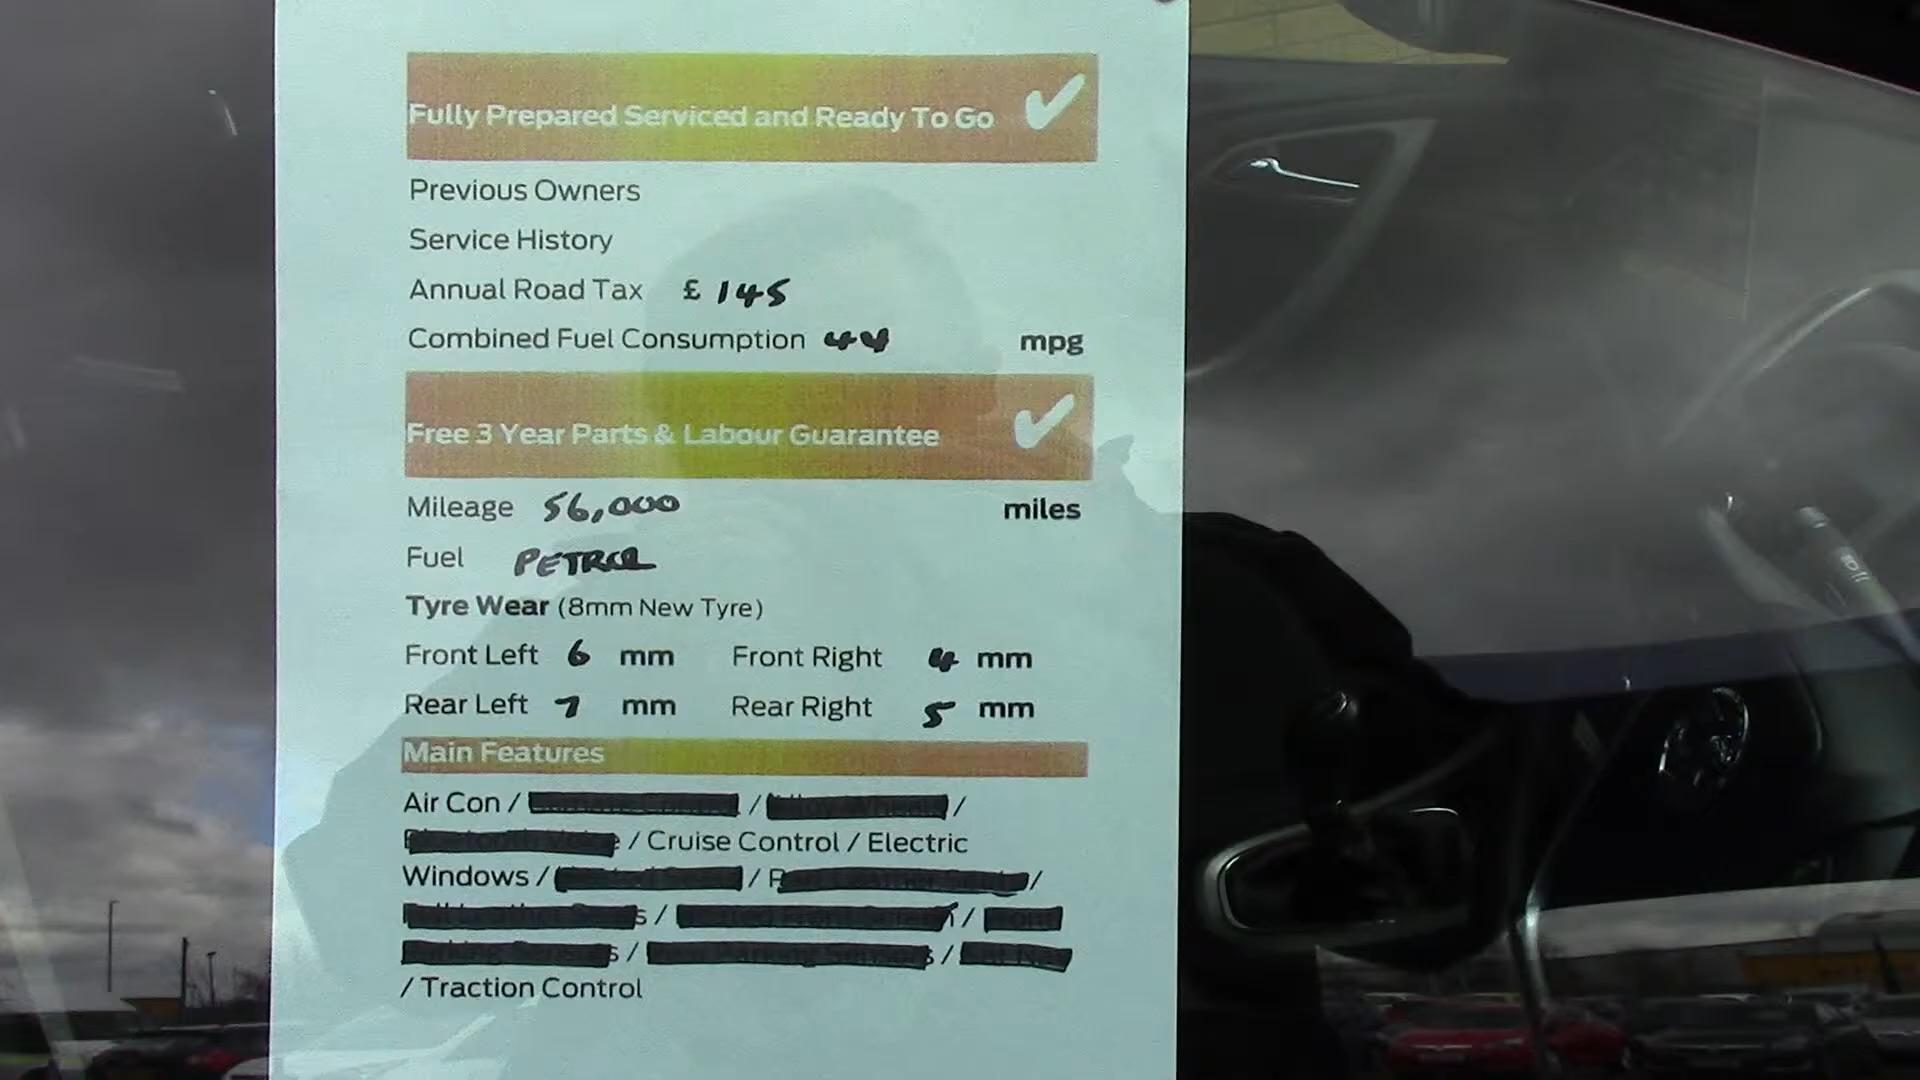 Fully Prepared Serviced and Ready To Go
Previous Owners
Service History
Annual Road Tax £ 145
Combined Fuel Consumption 44 mpg
Free 3 Year Parts & Labour Guarantee
Mileage 56,000 miles
Fuel PETROL
Tyre Wear (8mm New Tyre)
Front Left 6 mm Front Right 4 mm
Rear Left 7 mm Rear Right 5 mm
Main Features
Air Con / / /
/ Cruise Control / Electric
Windows / / /
/ /
/ /
/ Traction Control